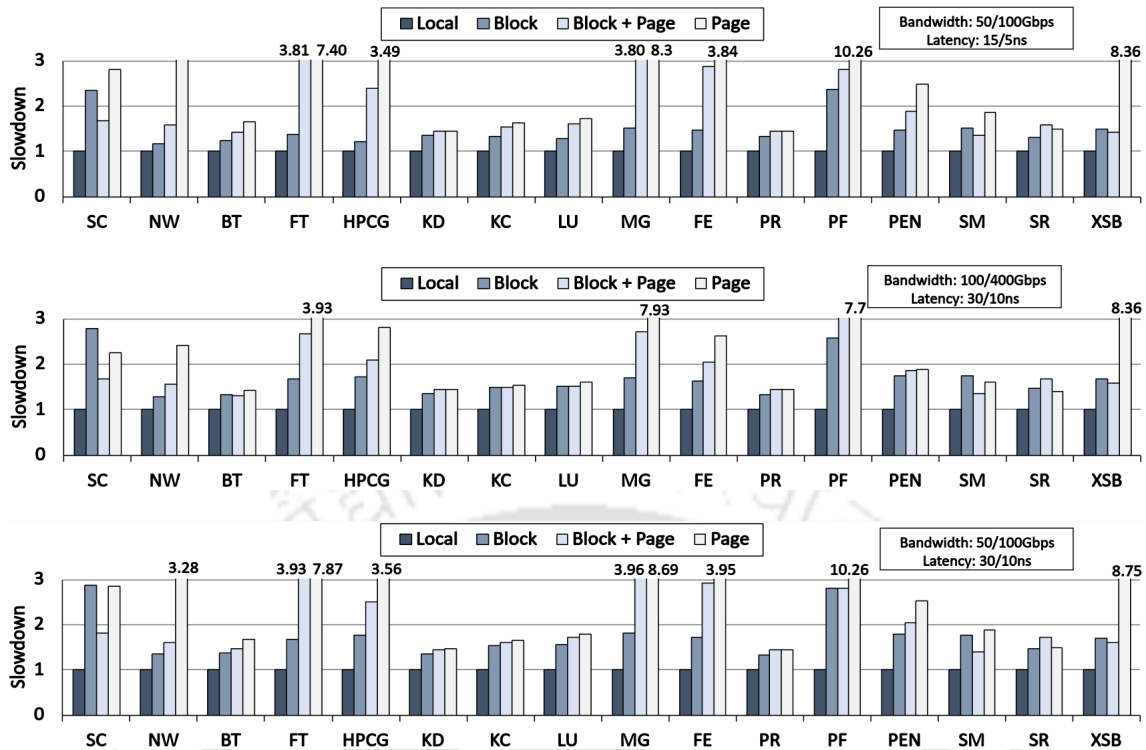 Local Block Block + Page Page
Bandwidth: 50/100Gbps
Latency: 15/5ns
3.81 7.40 3.49 3.80 8.3 3.84 10.26 8.36
Slowdown
3
2
1
0
SC NW BT FT HPCG KD KC LU MG FE PR PF PEN SM SR XSB
Local Block Block + Page Page
Bandwidth: 100/400Gbps
Latency: 30/10ns
3.93 7.93 7.7 8.36
Slowdown
3
2
1
0
SC NW BT FT HPCG KD KC LU MG FE PR PF PEN SM SR XSB
Local Block Block + Page Page
Bandwidth: 50/100Gbps
Latency: 30/10ns
3.28 3.93 7.87 3.56 3.96 8.69 3.95 10.26 8.75
Slowdown
3
2
1
0
SC NW BT FT HPCG KD KC LU MG FE PR PF PEN SM SR XSB